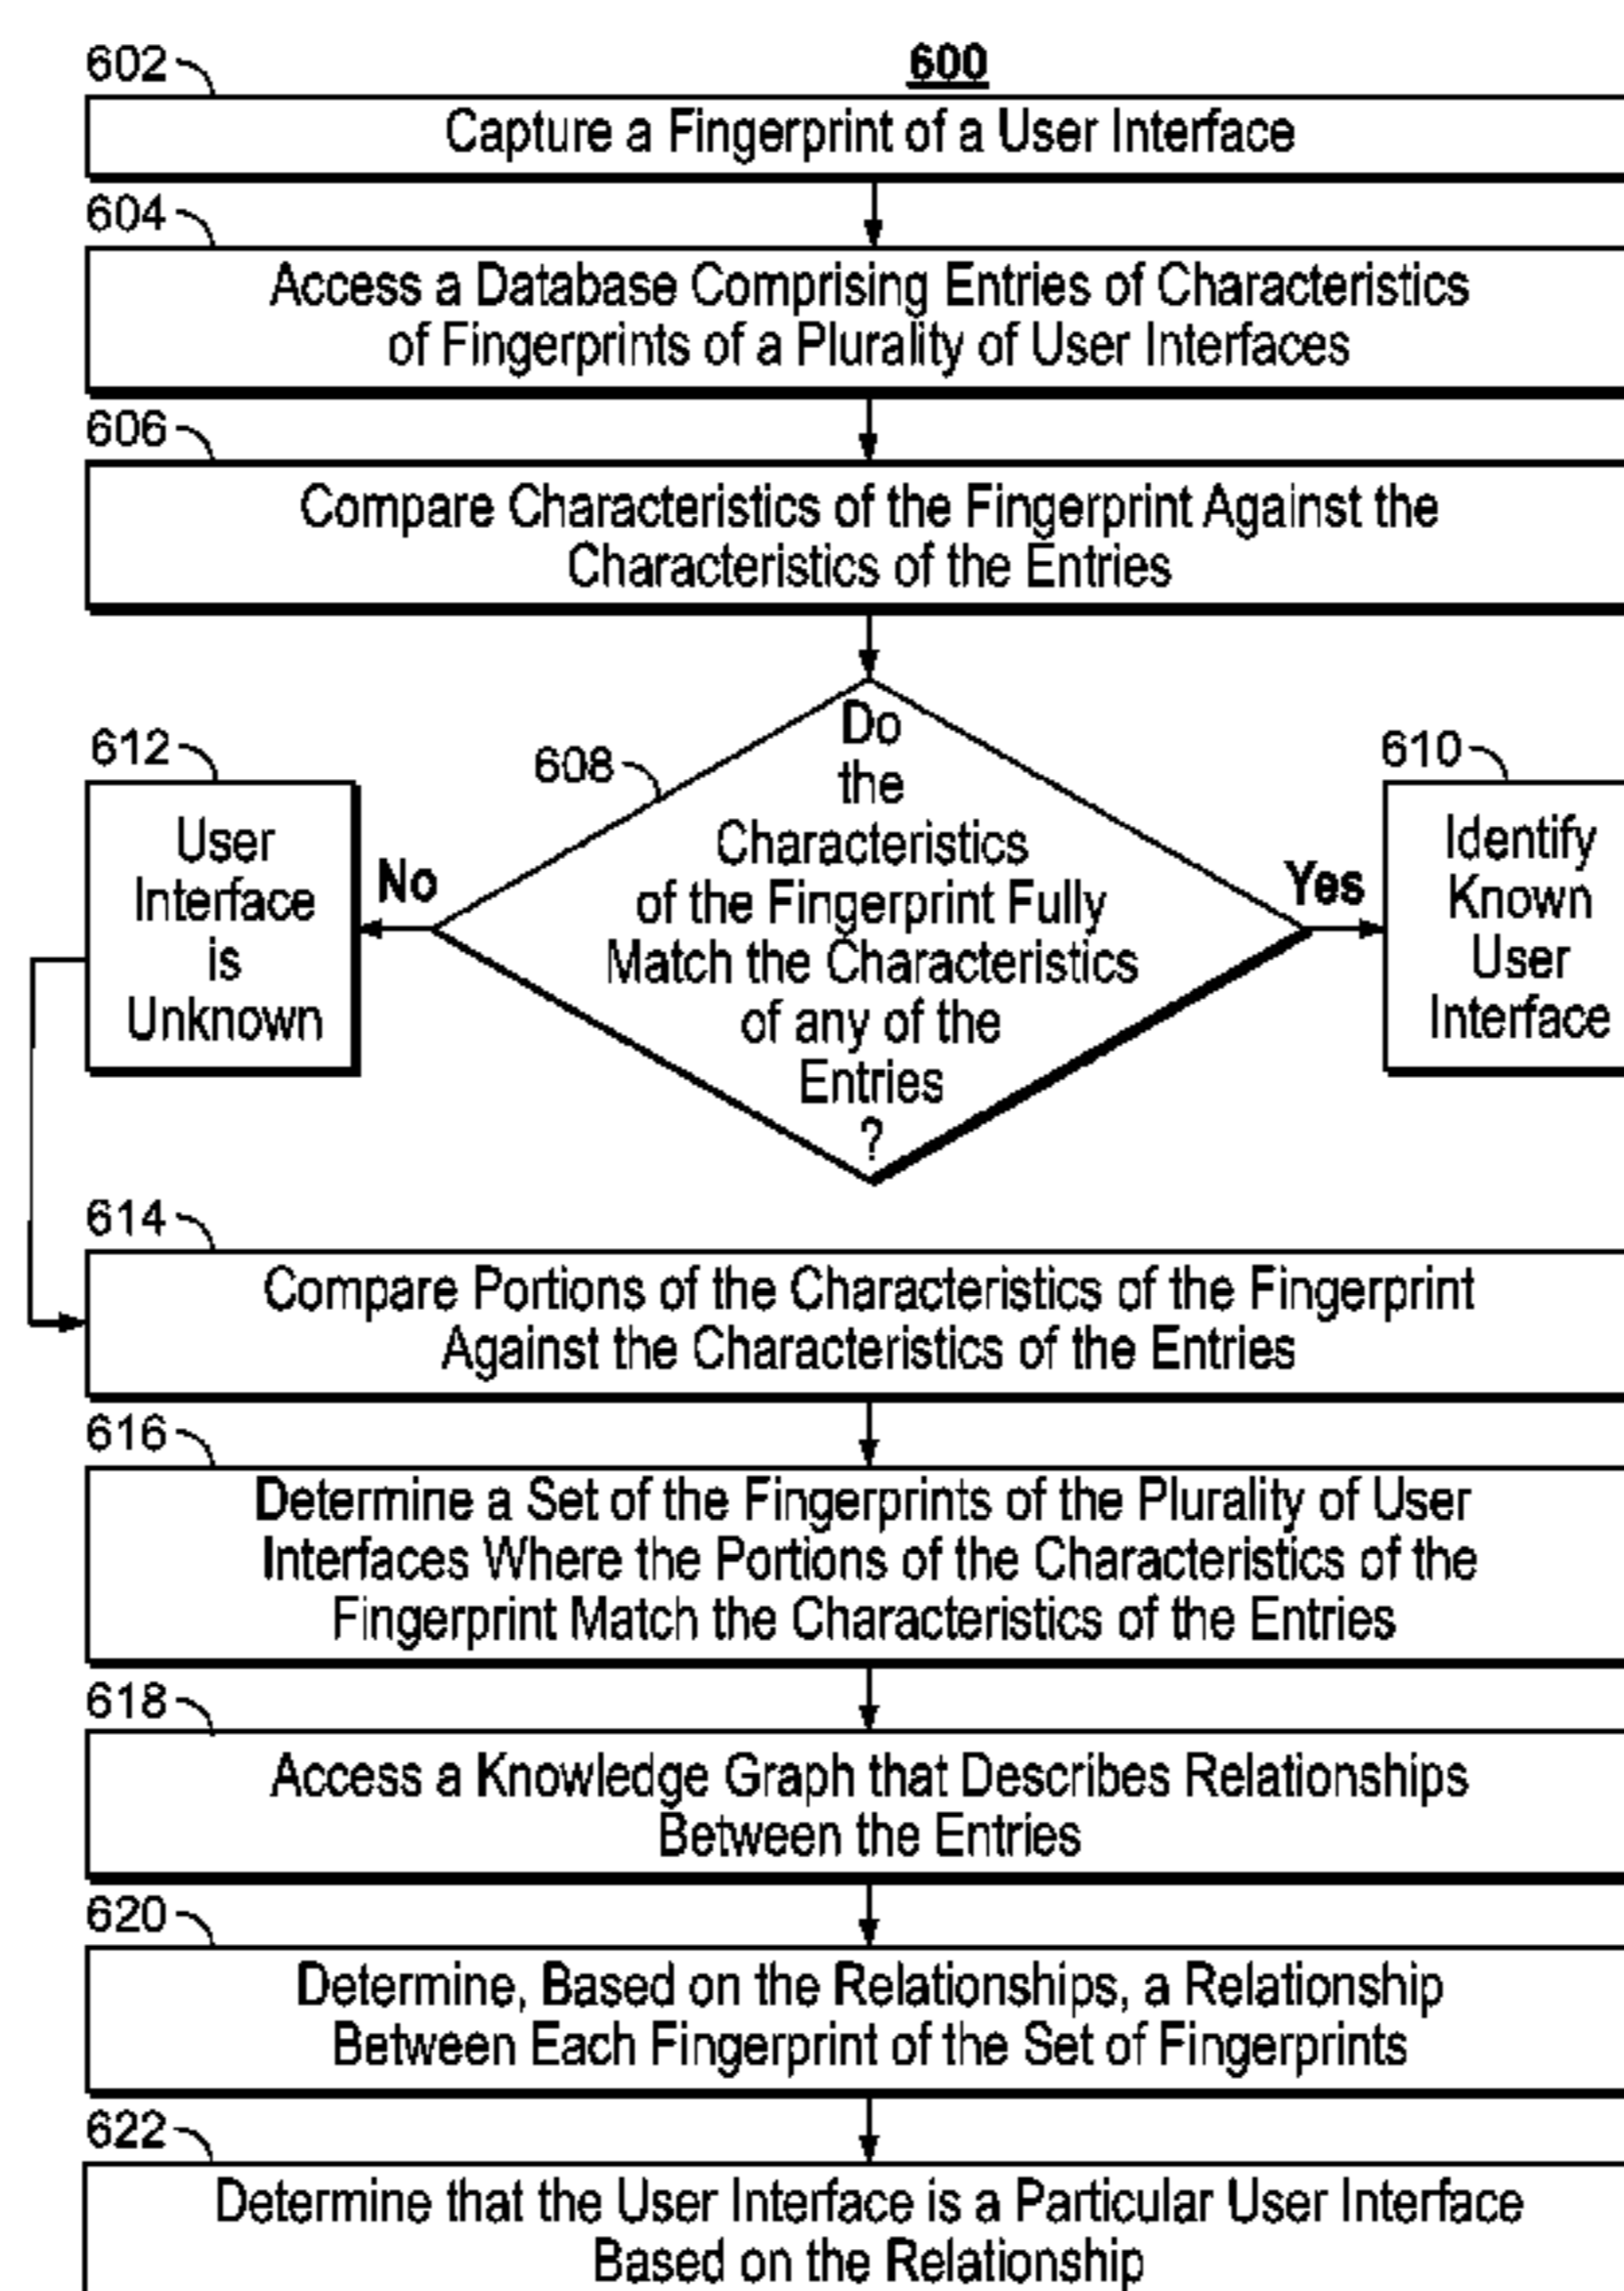 600
602
Capture a Fingerprint of a User Interface
604
Access a Database Comprising Entries of Characteristics
of Fingerprints of a Plurality of User Interfaces
606
Compare Characteristics of the Fingerprint Against the
Characteristics of the Entries
608
Do
the
Characteristics
of the Fingerprint Fully
Match the Characteristics
of any of the
Entries
?
No
612
User
Interface
is
Unknown
Yes
610
Identify
Known
User
Interface
614
Compare Portions of the Characteristics of the Fingerprint
Against the Characteristics of the Entries
616
Determine a Set of the Fingerprints of the Plurality of User
Interfaces Where the Portions of the Characteristics of the
Fingerprint Match the Characteristics of the Entries
618
Access a Knowledge Graph that Describes Relationships
Between the Entries
620
Determine, Based on the Relationships, a Relationship
Between Each Fingerprint of the Set of Fingerprints
622
Determine that the User Interface is a Particular User Interface
Based on the Relationship